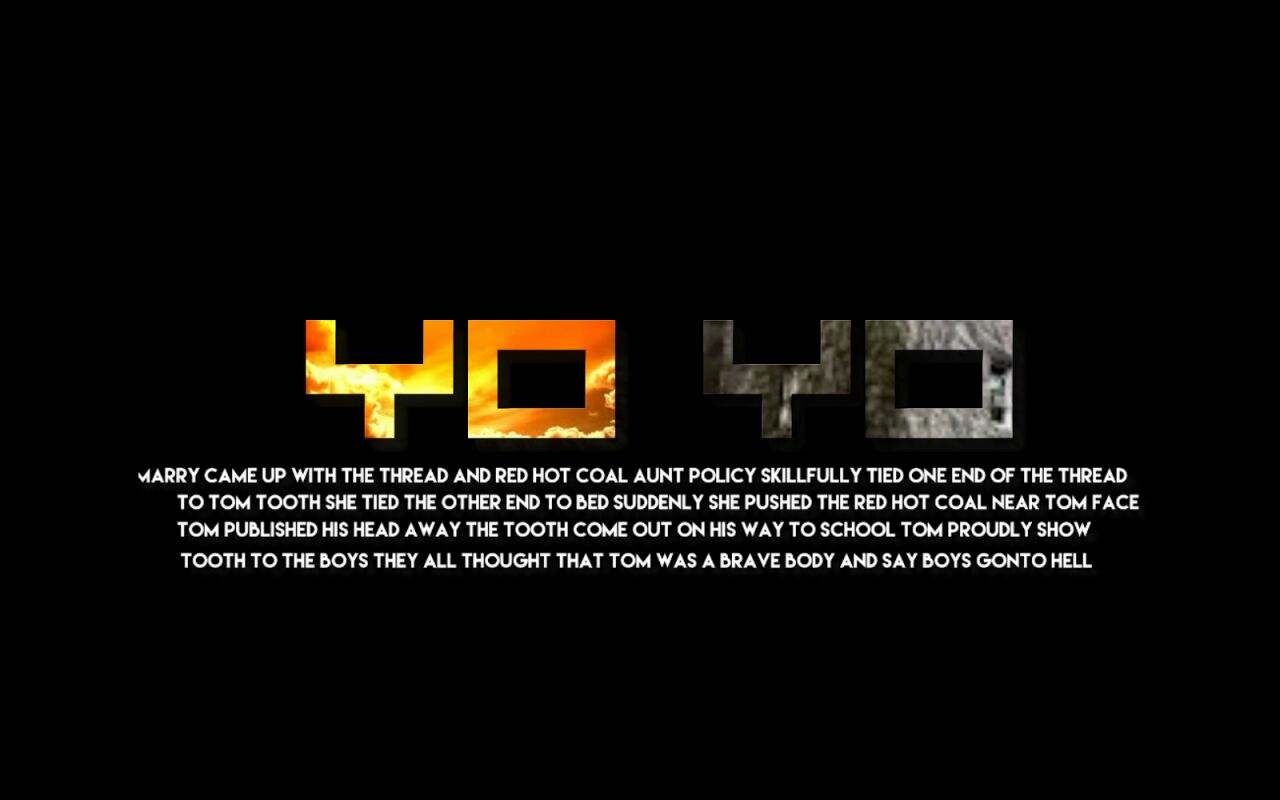 YO YO
MARRY CAME UP WITH THE THREAD AND RED HOT COAL AUNT POLICY SKILLFULLY TIED ONE END OF THE THREAD
TO TOM TOOTH SHE TIED THE OTHER END TO BED SUDDENLY SHE PUSHED THE RED HOT COAL NEAR TOM FACE
TOM PUBLISHED HIS HEAD AWAY THE TOOTH COME OUT ON HIS WAY TO SCHOOL TOM PROUDLY SHOW
TOOTH TO THE BOYS THEY ALL THOUGHT THAT TOM WAS A BRAVE BODY AND SAY BOYS GONTO HELL